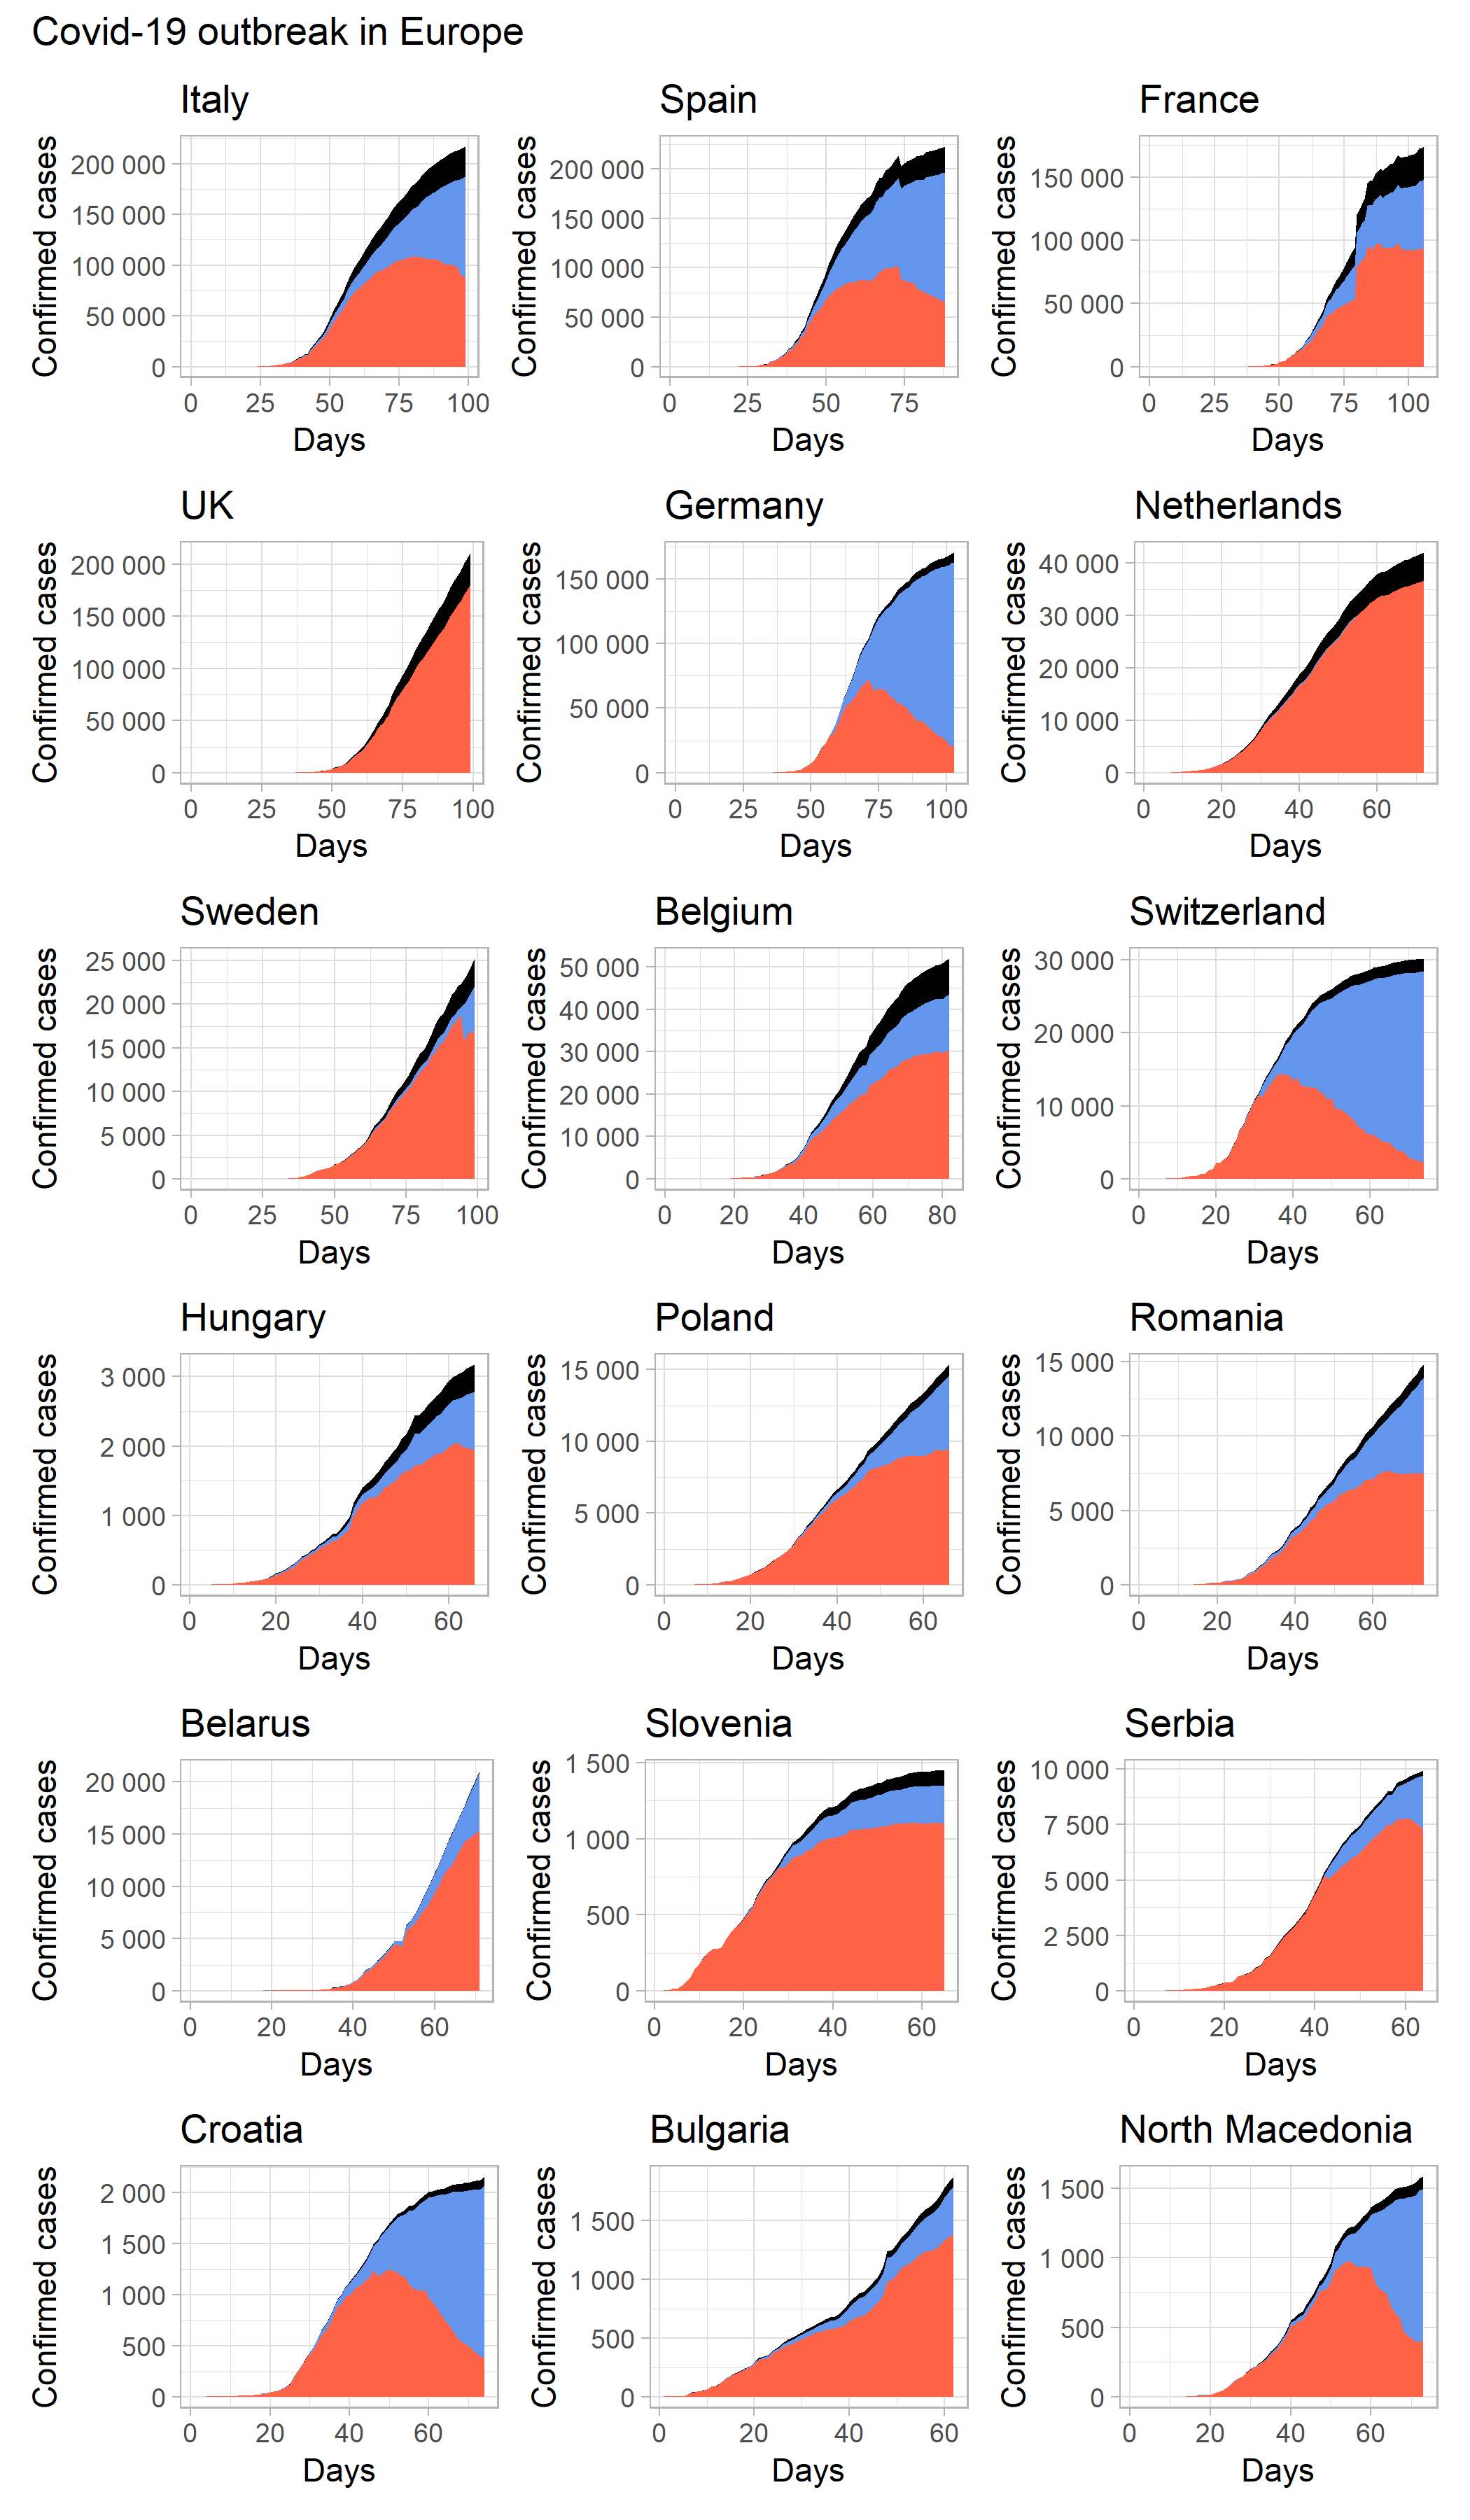 Covid-19 outbreak in Europe
Italy
Confirmed cases
200 000
150 000
100 000
50 000
0
0 25 50 75 100
Days
Spain
Confirmed cases
200 000
150 000
100 000
50 000
0
0 25 50 75
Days
France
Confirmed cases
150 000
100 000
50 000
0
0 25 50 75 100
Days
UK
Confirmed cases
200 000
150 000
100 000
50 000
0
0 25 50 75 100
Days
Germany
Confirmed cases
150 000
100 000
50 000
0
0 25 50 75 100
Days
Netherlands
Confirmed cases
40 000
30 000
20 000
10 000
0
0 20 40 60
Days
Sweden
Confirmed cases
25 000
20 000
15 000
10 000
5 000
0
0 25 50 75 100
Days
Belgium
Confirmed cases
50 000
40 000
30 000
20 000
10 000
0
0 20 40 60 80
Days
Switzerland
Confirmed cases
30 000
20 000
10 000
0
0 20 40 60
Days
Hungary
Confirmed cases
3 000
2 000
1 000
0
0 20 40 60
Days
Poland
Confirmed cases
15 000
10 000
5 000
0
0 20 40 60
Days
Romania
Confirmed cases
15 000
10 000
5 000
0
0 20 40 60
Days
Belarus
Confirmed cases
20 000
15 000
10 000
5 000
0
0 20 40 60
Days
Slovenia
Confirmed cases
1 500
1 000
500
0
0 20 40 60
Days
Serbia
Confirmed cases
10 000
7 500
5 000
2 500
0
0 20 40 60
Days
Croatia
Confirmed cases
2 000
1 500
1 000
500
0
0 20 40 60
Days
Bulgaria
Confirmed cases
1 500
1 000
500
0
0 20 40 60
Days
North Macedonia
Confirmed cases
1 500
1 000
500
0
0 20 40 60
Days